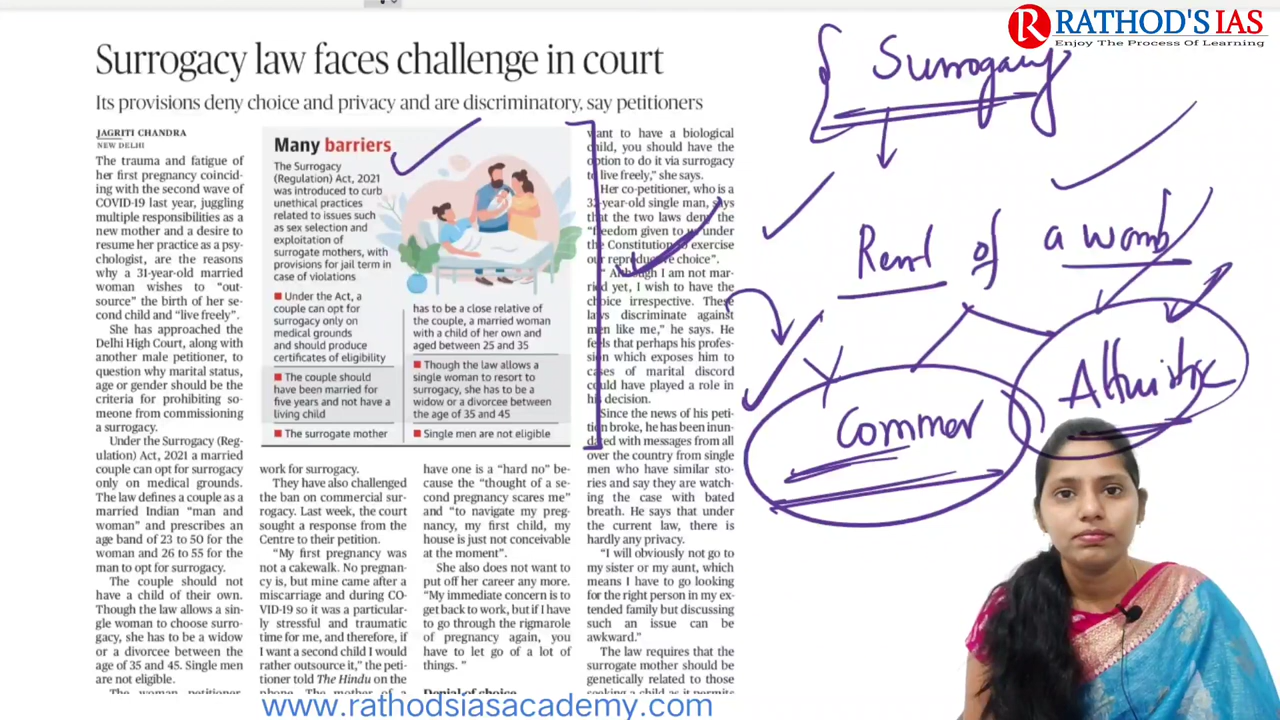 RATHOD'S IAS
Enjoy The Process Of Learning
Surrogacy law faces challenge in court
Its provisions deny choice and privacy and are discriminatory, say petitioners
JAGRITI CHANDRA
NEW DELHI
The trauma and fatigue of
her first pregnancy coincid-
ing with the second wave of
COVID-19 last year, juggling
multiple responsibilities as a
new mother and a desire to
resume her practice as a psy-
chologist, are the reasons
why a 31-year-old married
woman wishes to "out-
source" the birth of her se-
cond child and "live freely".
She has approached the
Delhi High Court, along with
another male petitioner, to
question why marital status,
age or gender should be the
criteria for prohibiting so-
meone from commissioning
a surrogacy.
Under the Surrogacy (Reg-
ulation) Act, 2021 a married
couple can opt for surrogacy
only on medical grounds.
The law defines a couple as a
married Indian "man and
woman" and prescribes an
age band of 23 to 50 for the
woman and 26 to 55 for the
man to opt for surrogacy.
The couple should not
have a child of their own.
Though the law allows a sin-
gle woman to choose surro-
gacy, she has to be a widow
or a divorcee between the
age of 35 and 45. Single men
are not eligible.
The woman petitioner
Many barriers
The Surrogacy
(Regulation) Act, 2021
was introduced to curb
unethical practices
related to issues such
as sex selection and
exploitation of
surrogate mothers, with
provisions for jail term in
case of violations
Under the Act, a
couple can opt for
surrogacy only on
medical grounds
and should produce
certificates of eligibility
The couple should
have been married for
five years and not have a
living child
The surrogate mother
has to be a close relative of
the couple, a married woman
with a child of her own and
aged between 25 and 35
Though the law allows a
single woman to resort to
surrogacy, she has to be a
widow or a divorcee between
the age of 35 and 45
Single men are not eligible
work for surrogacy.
They have also challenged
the ban on commercial sur-
rogacy. Last week, the court
sought a response from the
Centre to their petition.
"My first pregnancy was
not a cakewalk. No pregnan-
cy is, but mine came after a
miscarriage and during CO-
VID-19 so it was a particular-
ly stressful and traumatic
time for me, and therefore, if
I want a second child I would
rather outsource it," the peti-
tioner told The Hindu on the
phone. The mother of a
have one is a "hard no" be-
cause the "thought of a se-
cond pregnancy scares me"
and "to navigate my preg-
nancy, my first child, my
house is just not conceivable
at the moment".
She also does not want to
put off her career any more.
"My immediate concern is to
get back to work, but if I have
to go through the rigmarole
of pregnancy again, you
have to let go of a lot of
things. "
Denial of choice
want to have a biological
child, you should have the
option to do it via surrogacy
to live freely," she says.
Her co-petitioner, who is a
32-year-old single man, says
that the two laws deny the
"freedom given to us under
the Constitution to exercise
our reproductive choice".
"Although I am not mar-
ried yet, I wish to have the
choice irrespective. These
laws discriminate against
men like me," he says. He
feels that perhaps his profes-
sion which exposes him to
cases of marital discord
could have played a role in
his decision.
Since the news of his peti-
tion broke, he has been inun-
dated with messages from all
over the country from single
men who have similar sto-
ries and say they are watch-
ing the case with bated
breath. He says that under
the current law, there is
hardly any privacy.
"I will obviously not go to
my sister or my aunt, which
means I have to go looking
for the right person in my ex-
tended family but discussing
such an issue can be
awkward."
The law requires that the
surrogate mother should be
genetically related to those
seeking a child as it permits
Surrogacy
Rent of a womb
Commer
Altruistic
www.rathodsiasacademy.com